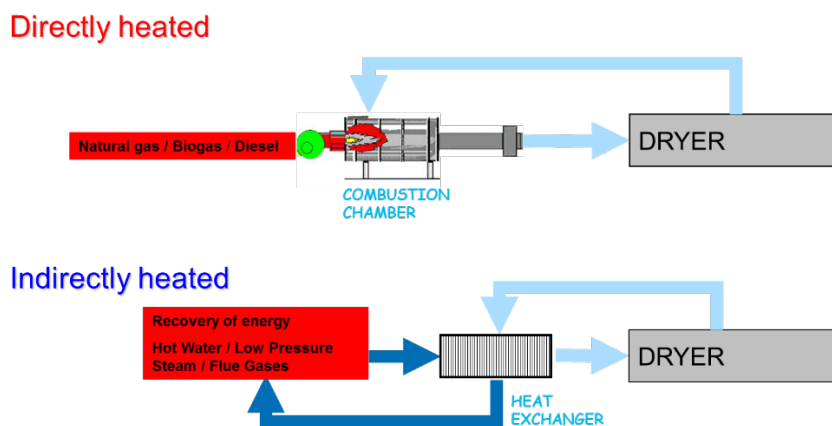 Directly heated
Natural gas / Biogas / Diesel
COMBUSTION
CHAMBER
DRYER
Indirectly heated
Recovery of energy
Hot Water / Low Pressure
Steam / Flue Gases
HEAT
EXCHANGER
DRYER